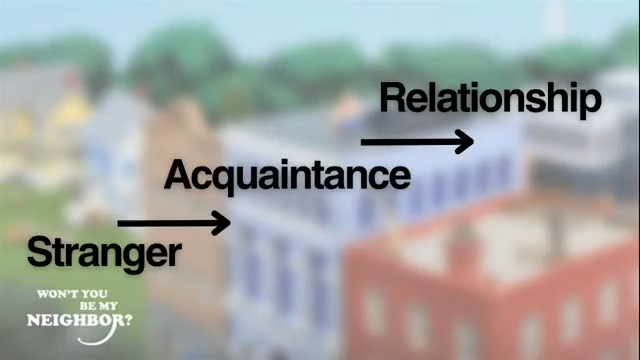 Relationship
Acquaintance
Stranger
WON'T YOU
BE MY
NEIGHBOR?